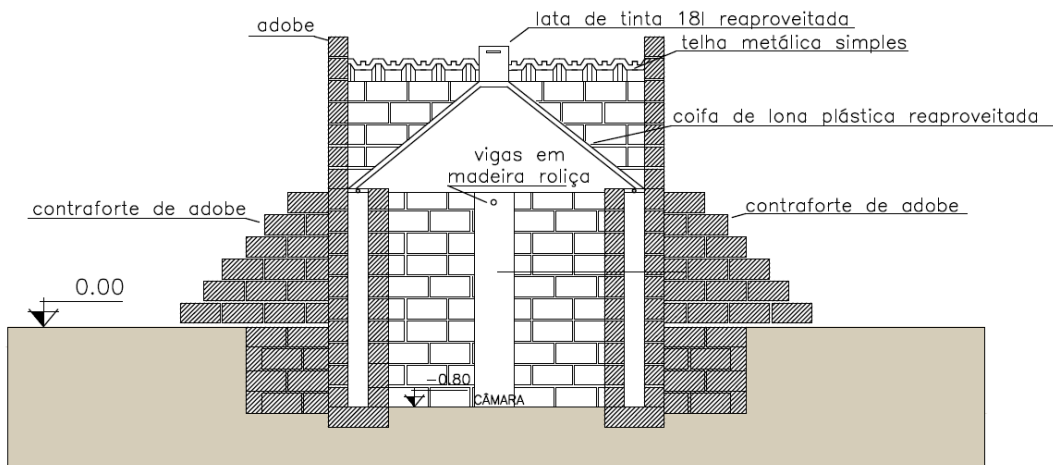 lata de tinta 18l reaproveitada
adobe
telha metálica simples
coifa de lona plástica reaproveitada
vigas em
madeira roliça
contraforte de adobe
contraforte de adobe
0.00
-0.80
CÂMARA